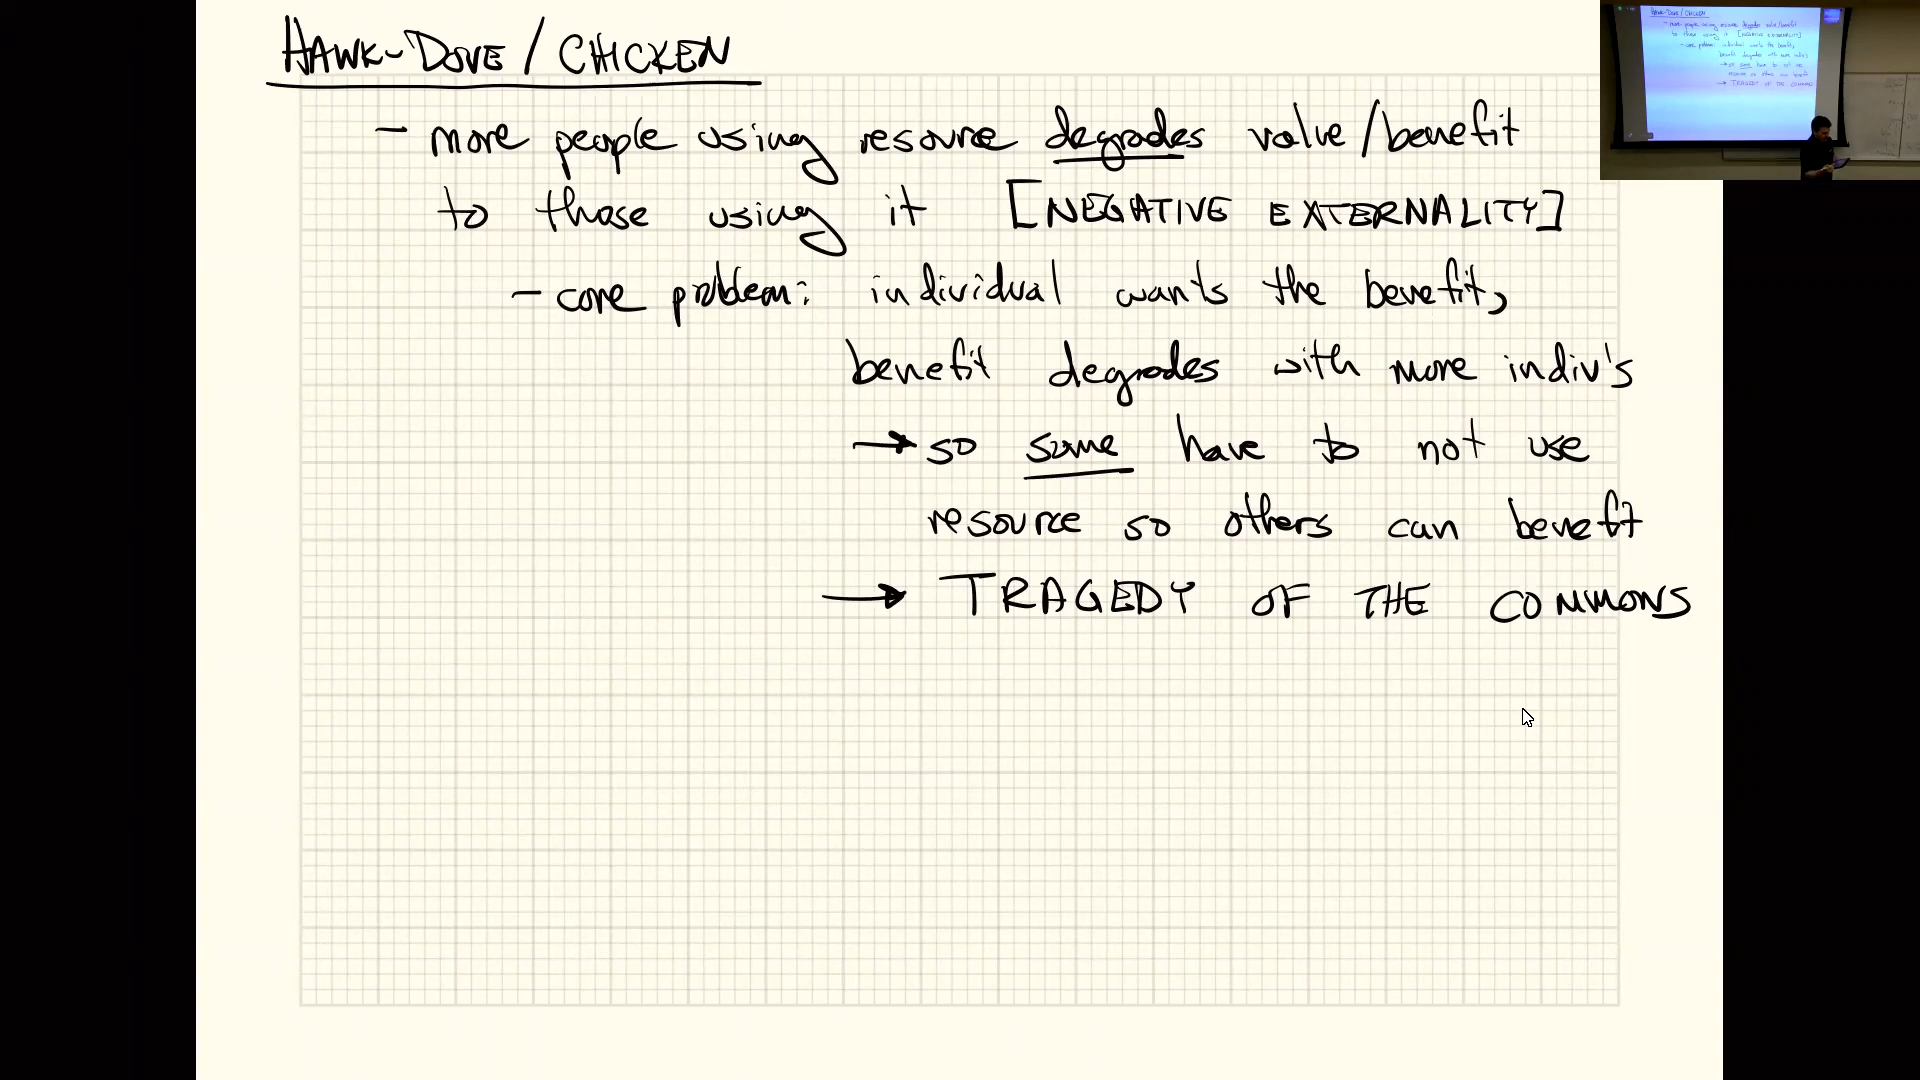 HAWK-DOVE / CHICKEN
- more people using resource degrades value/benefit
to those using it [NEGATIVE EXTERNALITY]
- core problem: individual wants the benefit,
benefit degrades with more indiv's
→ so some have to not use
resource so others can benefit
→ TRAGEDY OF THE COMMONS